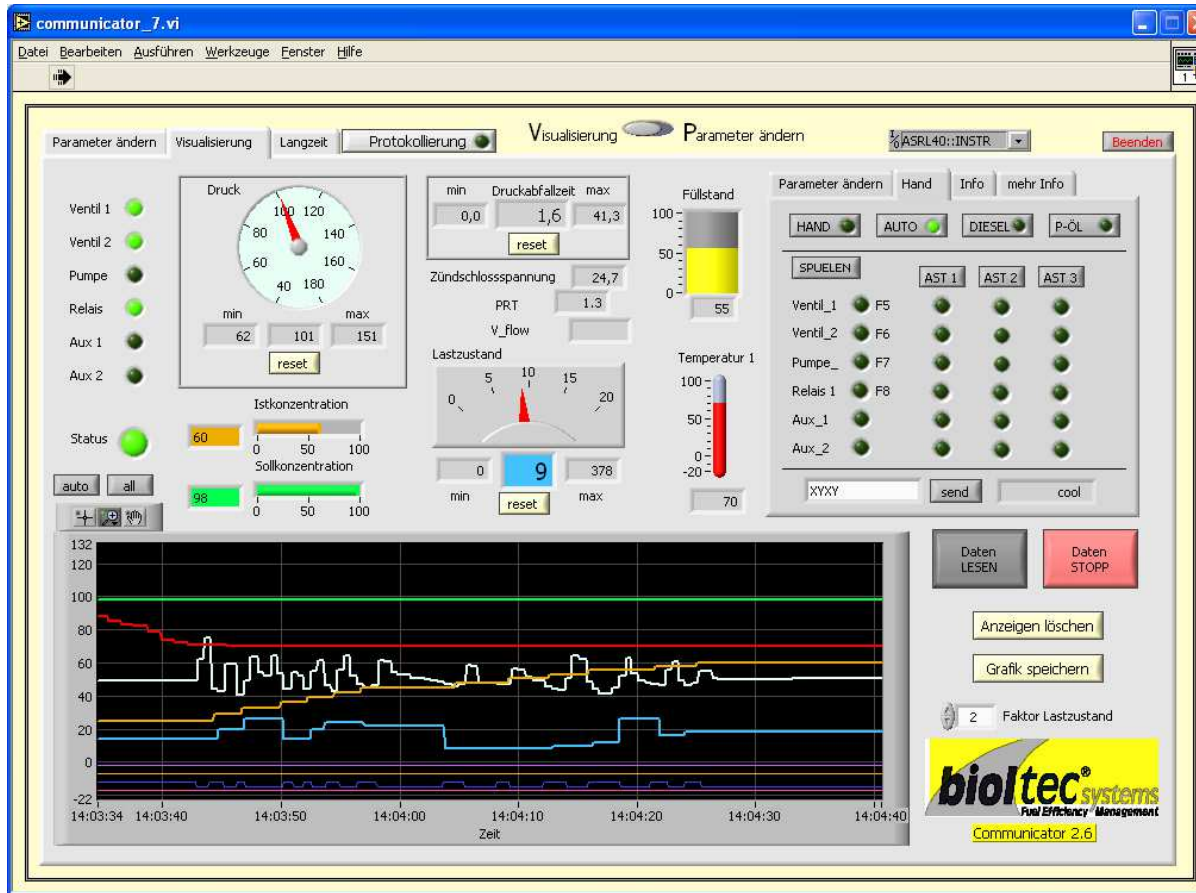 communicator_7.vi
Datei Bearbeiten Ausführen Werkzeuge Fenster Hilfe
1
Parameter ändern Visualisierung Langzeit Protokollierung
Visualisierung Parameter ändern
ASRL40::INSTR
Beenden
Ventil 1
Ventil 2
Pumpe
Relais
Aux 1
Aux 2
Status
auto all
Druck
40 60 80 100 120 140 160 180
min max
62 101 151
reset
Istkonzentration
60
0 50 100
Sollkonzentration
98
0 50 100
min Druckabfallzeit max
0,0 1,6 41,3
reset
Zündschlossspannung 24,7
PRT 1.3
V_flow
Lastzustand
0 5 10 15 20
0 9 378
min reset max
Füllstand
100
50
0
55
Temperatur 1
100
50
0
-20
70
Parameter ändern Hand Info mehr Info
HAND AUTO DIESEL P-ÖL
SPUELEN AST 1 AST 2 AST 3
Ventil_1 F5
Ventil_2 F6
Pumpe_ F7
Relais 1 F8
Aux_1
Aux_2
XYXY send cool
Daten
LESEN
Daten
STOPP
Anzeigen löschen
Grafik speichern
2 Faktor Lastzustand
132
120
100
80
60
40
20
0
-22
14:03:34 14:03:40 14:03:50 14:04:00 14:04:10 14:04:20 14:04:30 14:04:40
Zeit
bioltec® systems
Fuel Efficiency Management
Communicator 2.6